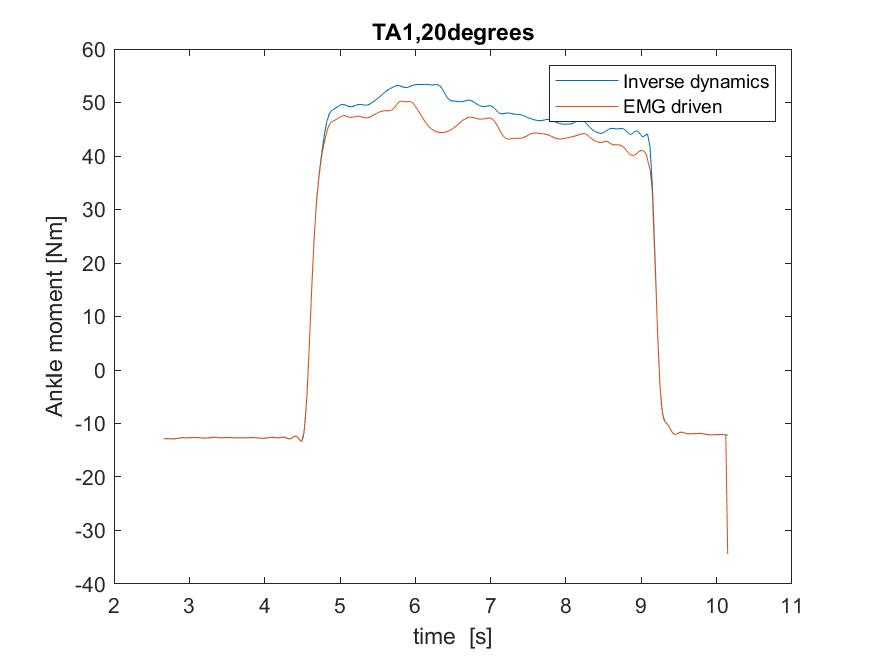 TA1,20degrees
60
50
40
30
20
10
0
-10
-20
-30
-40
Ankle moment [Nm]
Inverse dynamics
EMG driven
2 3 4 5 6 7 8 9 10 11
time [s]